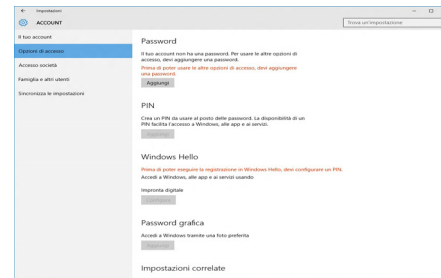 Impostazioni
ACCOUNT
Trova un'impostazione
Il tuo account
Opzioni di accesso
Accesso società
Famiglia e altri utenti
Sincronizza le impostazioni
Password
Il tuo account non ha una password. Per usare le altre opzioni di
accesso, devi aggiungere una password.
Prima di poter usare le altre opzioni di accesso, devi aggiungere
una password.
Aggiungi
PIN
Crea un PIN da usare al posto delle password. La disponibilità di un
PIN facilita l'accesso a Windows, alle app e ai servizi.
Aggiungi
Windows Hello
Prima di poter eseguire la registrazione in Windows Hello, devi configurare un PIN.
Accedi a Windows, alle app e ai servizi usando
Impronta digitale
Configura
Password grafica
Accedi a Windows tramite una foto preferita
Aggiungi
Impostazioni correlate